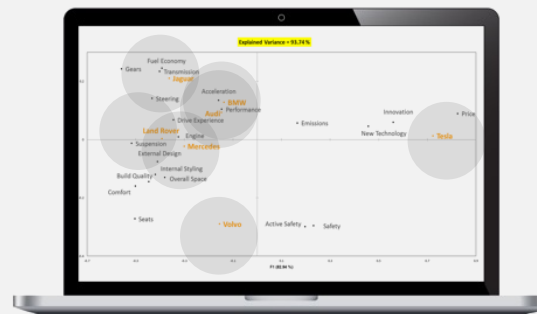 Explained Variance = 93.74 %
Fuel Economy
Gears
Transmission
Jaguar
Acceleration
Steering
BMW
Performance
Audi
Innovation
Price
Drive Experience
Emissions
New Technology
Land Rover
Engine
Tesla
Suspension
Mercedes
External Design
Internal Styling
Build Quality
Overall Space
Comfort
Seats
Volvo
Active Safety
Safety